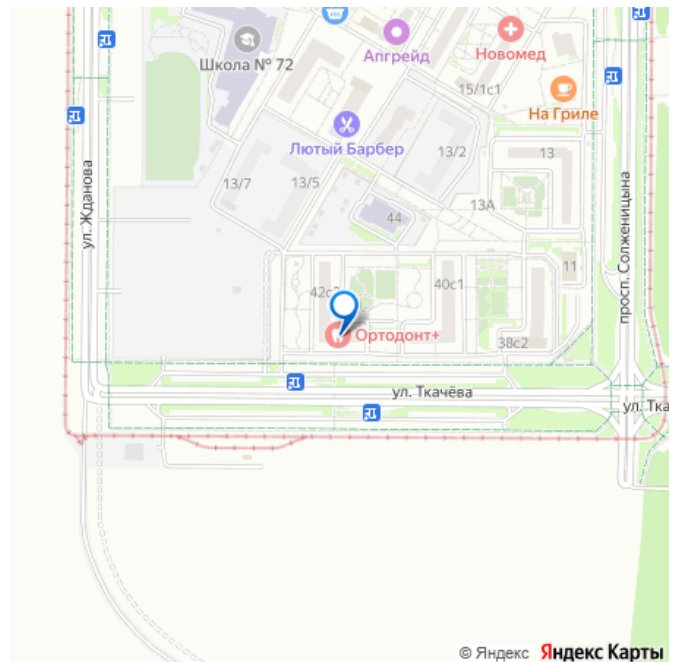 Школа № 72
Апгрейд
Новомед
15/1с1
На Гриле
Лютый Барбер
13/2
13
13/7
13/5
13А
44
ул. Жданова
просп. Солженицына
11
42с2
40с1
Ортодонт+
38с2
ул. Ткачёва
ул. Тка
© Яндекс Яндекс Карты